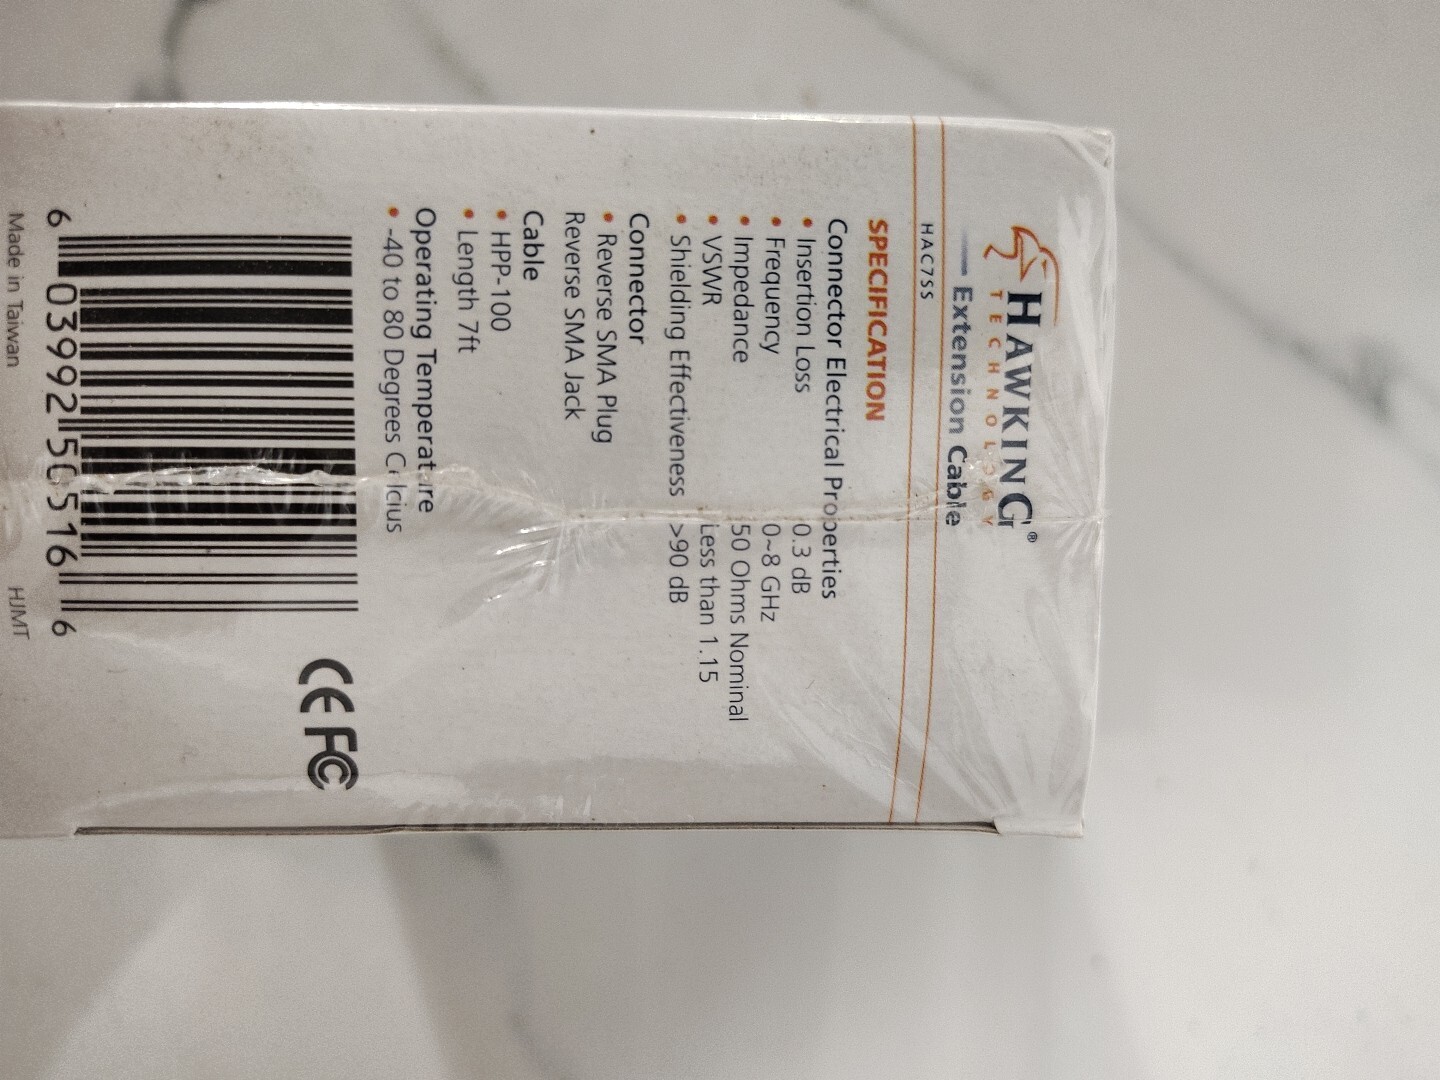 HAWKING®
TECHNOLOGY
Extension Cable
HAC7SS
SPECIFICATION
Connector Electrical Properties
• Insertion Loss 0.3 dB
• Frequency 0~8 GHz
• Impedance 50 Ohms Nominal
• VSWR Less than 1.15
• Shielding Effectiveness >90 dB
Connector
• Reverse SMA Plug
Reverse SMA Jack
Cable
• HPP-100
• Length 7ft
Operating Temperature
• -40 to 80 Degrees Celcius
CE FC
6 03992 50516 6
Made in Taiwan HJMT